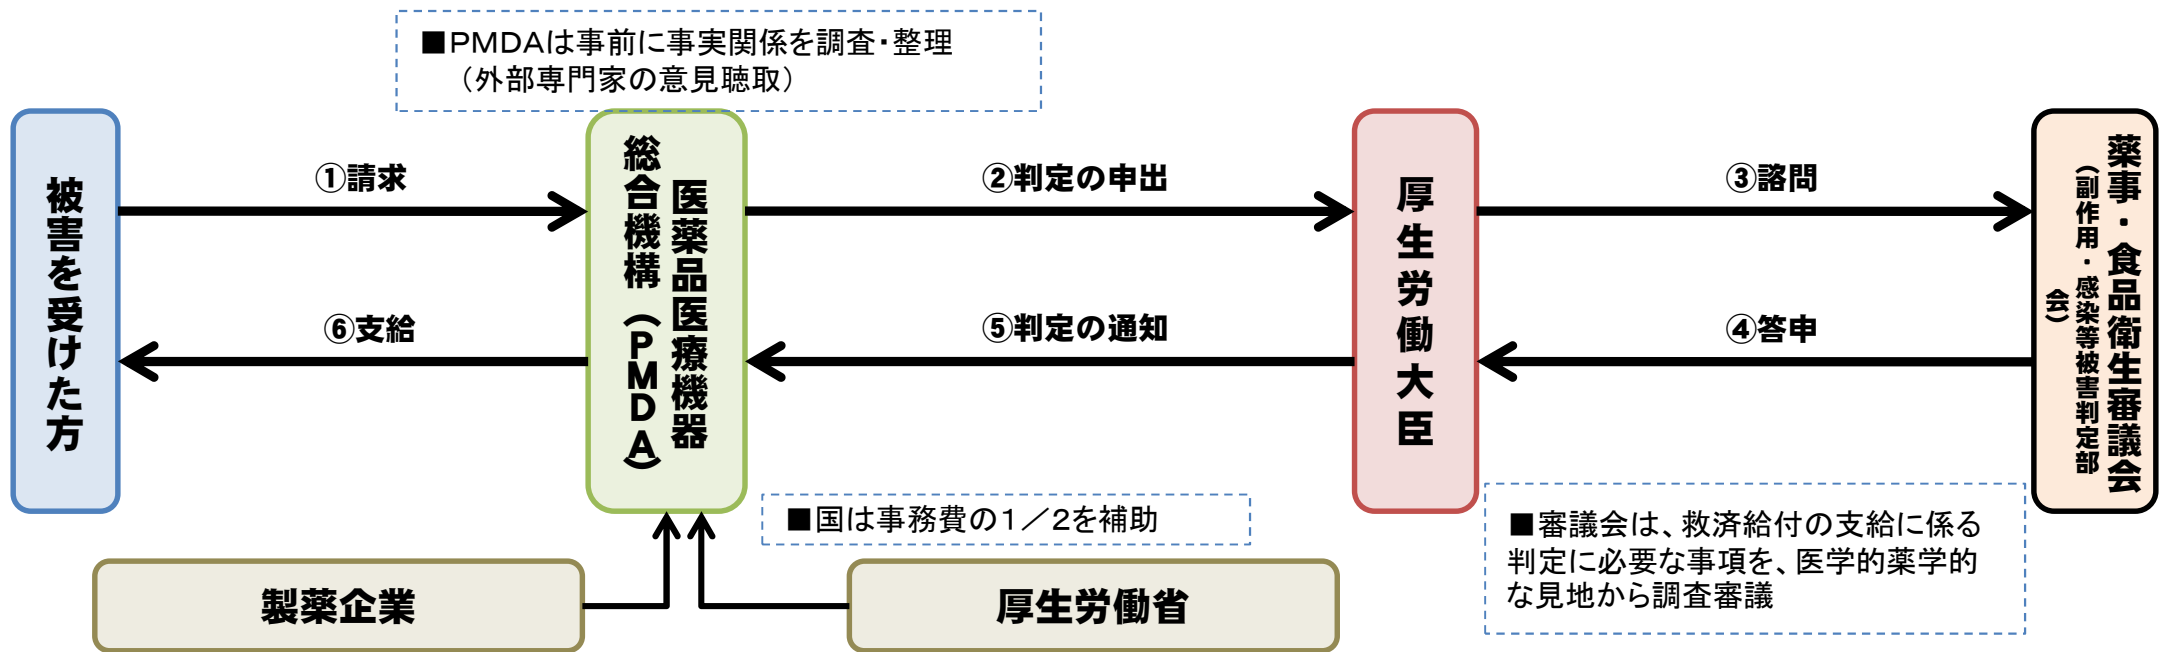 ■PMDAは事前に事実関係を調査・整理
（外部専門家の意見聴取）
被害を受けた方
①請求
⑥支給
医薬品医療機器
総合機構（PMDA）
②判定の申出
⑤判定の通知
厚生労働大臣
③諮問
④答申
薬事・食品衛生審議会
（副作用・感染等被害判定部
会）
■国は事務費の１／２を補助
■審議会は、救済給付の支給に係る
判定に必要な事項を、医学的薬学的
な見地から調査審議
製薬企業
厚生労働省